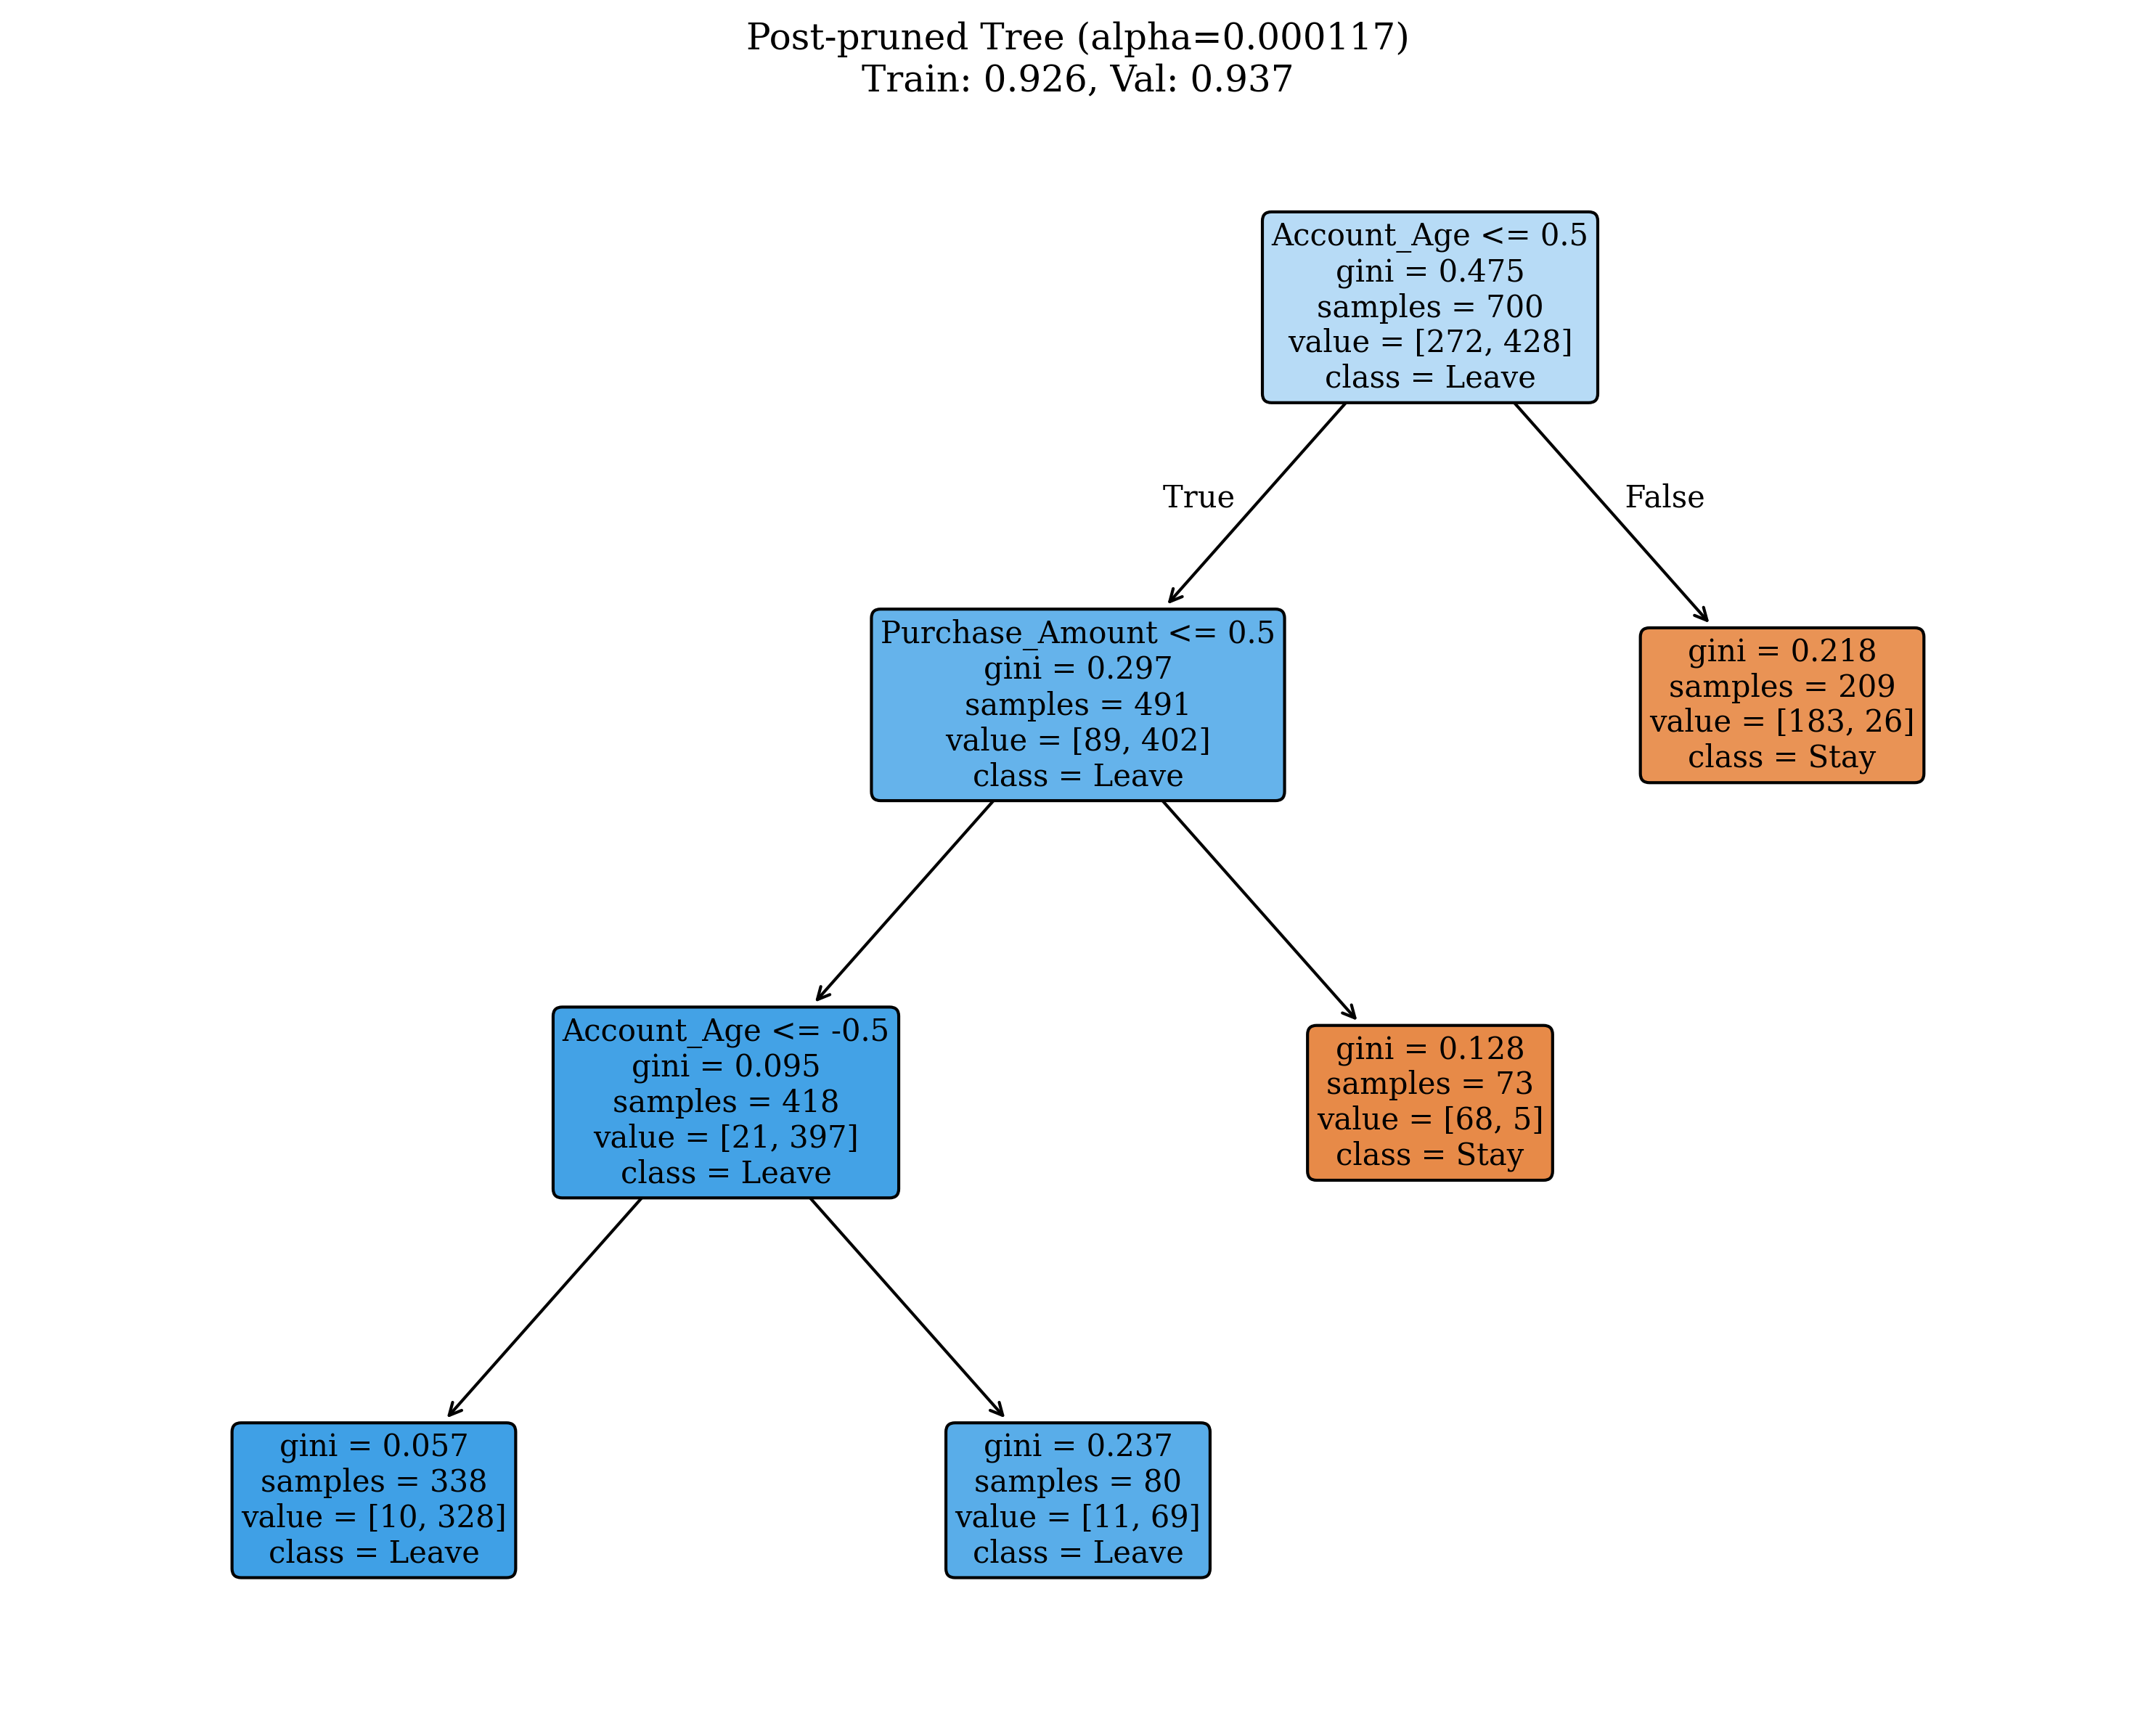 Post-pruned Tree (alpha=0.000117)
Train: 0.926, Val: 0.937
Account_Age <= 0.5
gini = 0.475
samples = 700
value = [272, 428]
class = Leave
True
False
Purchase_Amount <= 0.5
gini = 0.297
samples = 491
value = [89, 402]
class = Leave
gini = 0.218
samples = 209
value = [183, 26]
class = Stay
Account_Age <= -0.5
gini = 0.095
samples = 418
value = [21, 397]
class = Leave
gini = 0.128
samples = 73
value = [68, 5]
class = Stay
gini = 0.057
samples = 338
value = [10, 328]
class = Leave
gini = 0.237
samples = 80
value = [11, 69]
class = Leave